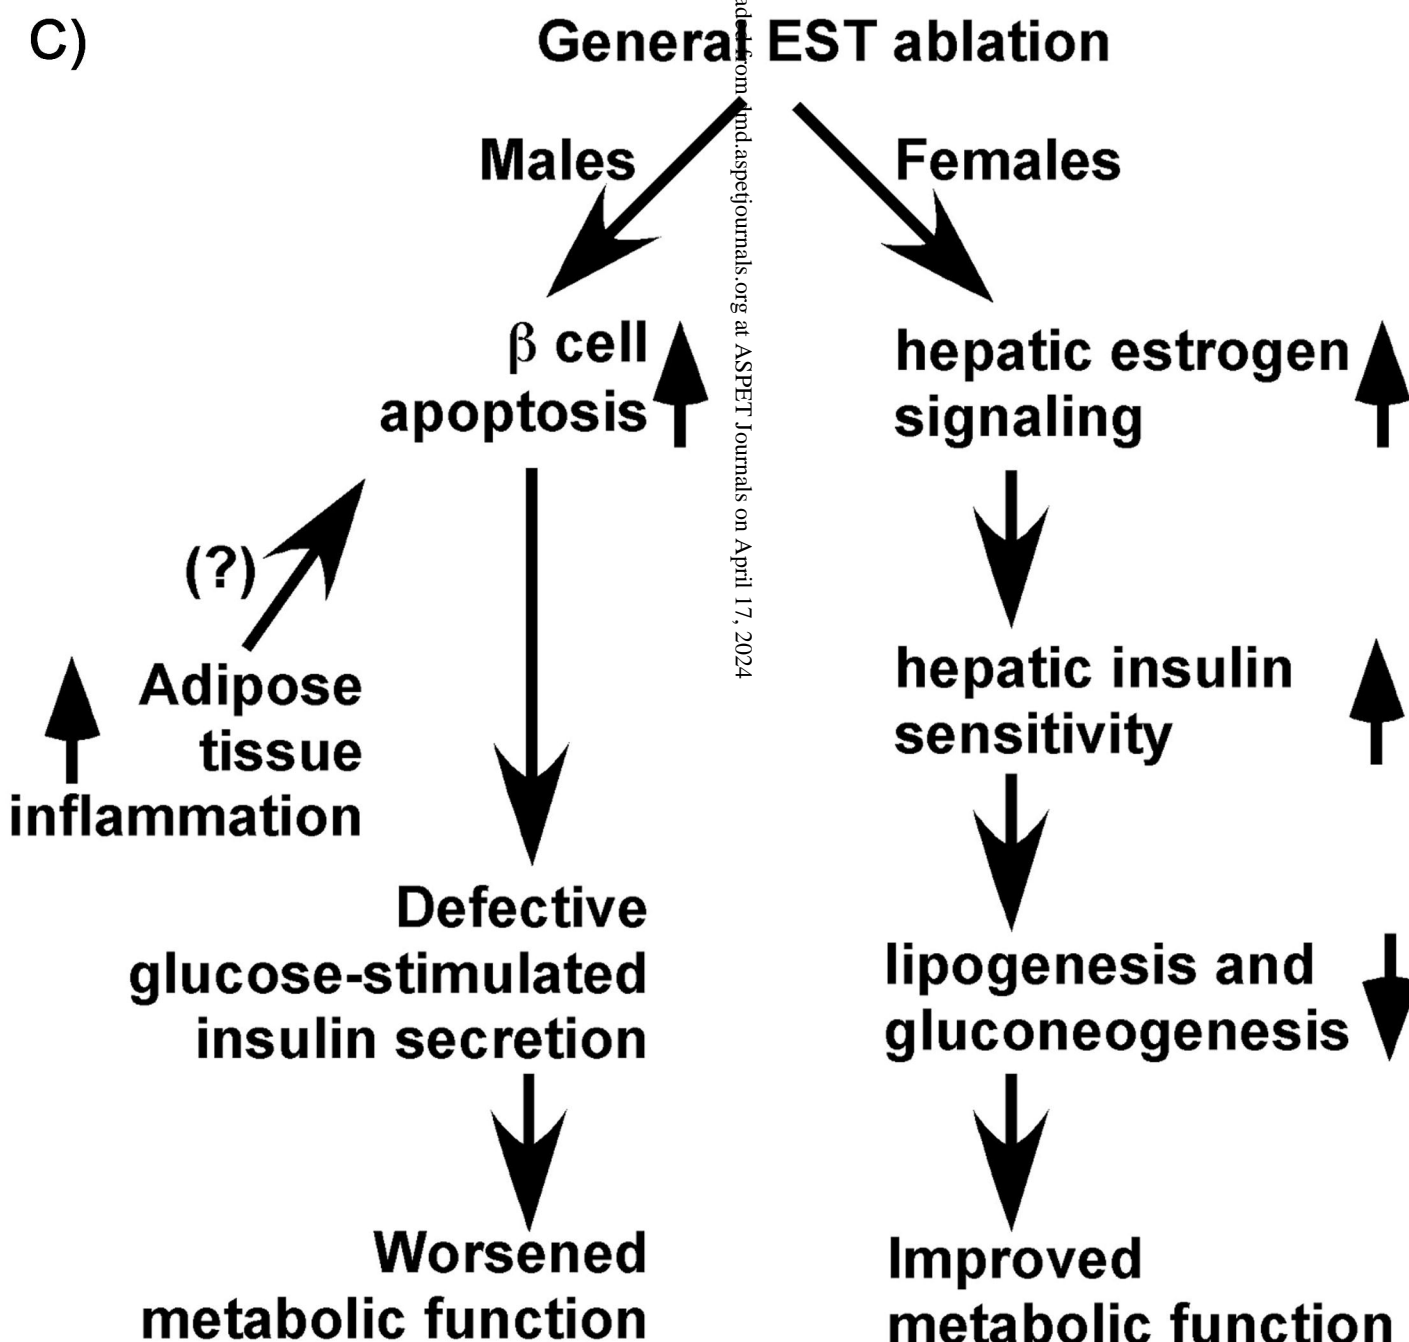 C)
General EST ablation
Males
Females
β cell
apoptosis
hepatic estrogen
signaling
(?)
Adipose
tissue
inflammation
hepatic insulin
sensitivity
Defective
glucose-stimulated
insulin secretion
lipogenesis and
gluconeogenesis
Worsened
metabolic function
Improved
metabolic function
from dmd.aspetjournals.org at ASPET Journals on April 17, 2024